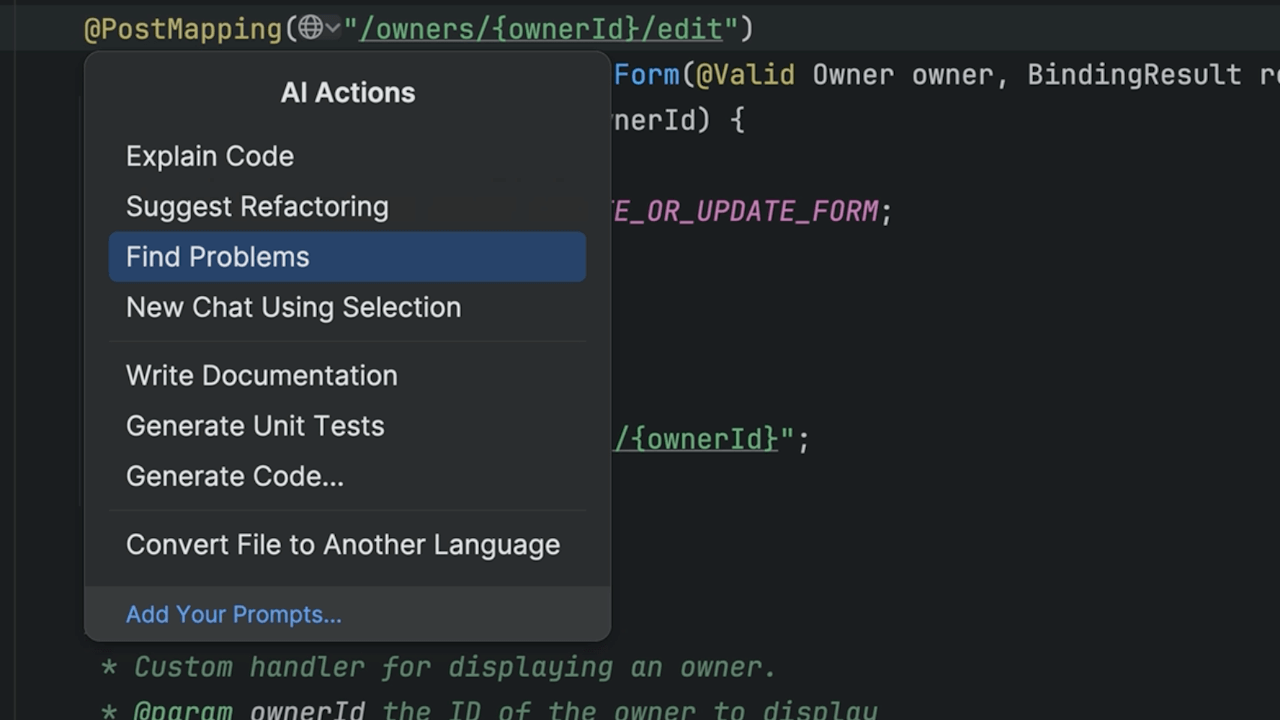 @PostMapping("/owners/{ownerId}/edit")
Form(@Valid Owner owner, BindingResult
AI Actions
nerId) {
Explain Code
Suggest Refactoring
E_OR_UPDATE_FORM;
Find Problems
New Chat Using Selection
Write Documentation
Generate Unit Tests
/{ownerId}";
Generate Code...
Convert File to Another Language
Add Your Prompts...
* Custom handler for displaying an owner.
* @param ownerId the ID of the owner to display